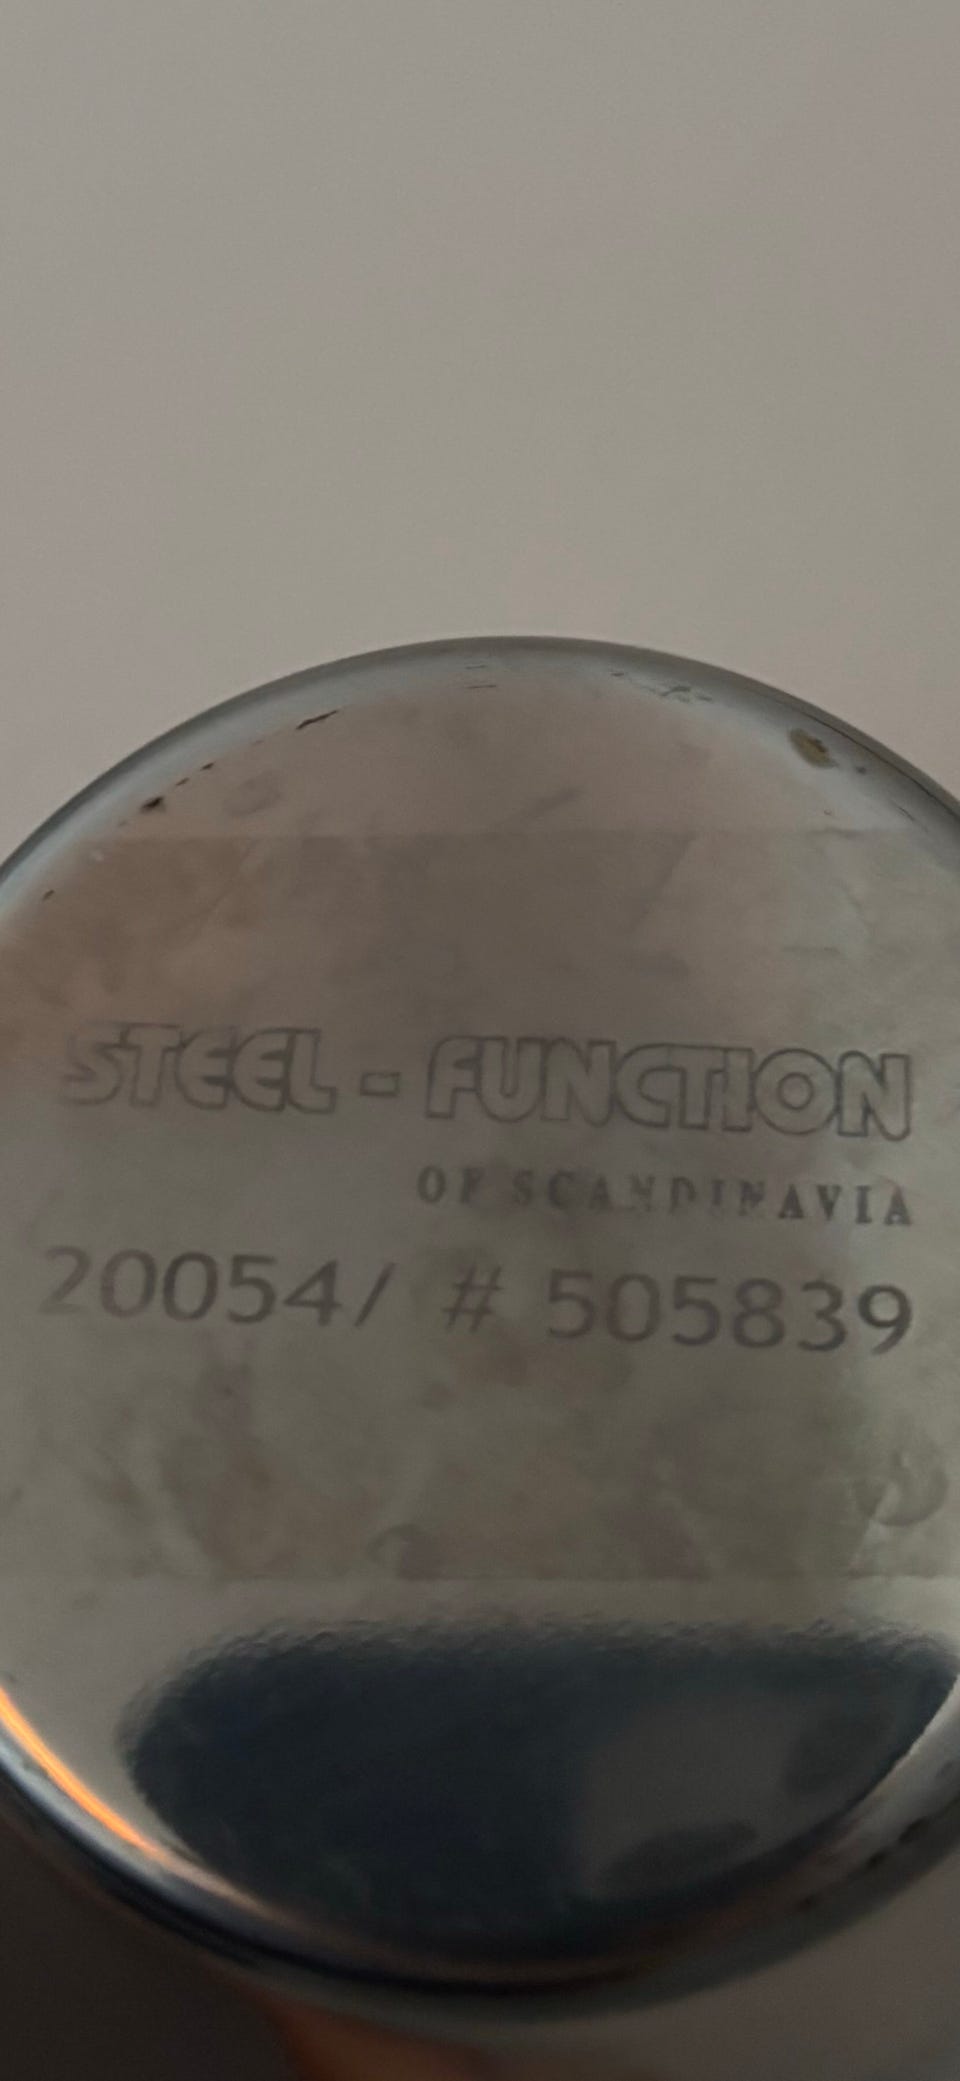 STEEL - FUNCTION
OF SCANDINAVIA
20054/ # 505839